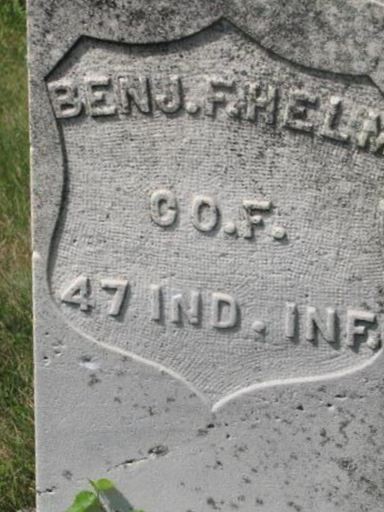 BENJ. F. HELM
CO. F.
47 IND. INF.